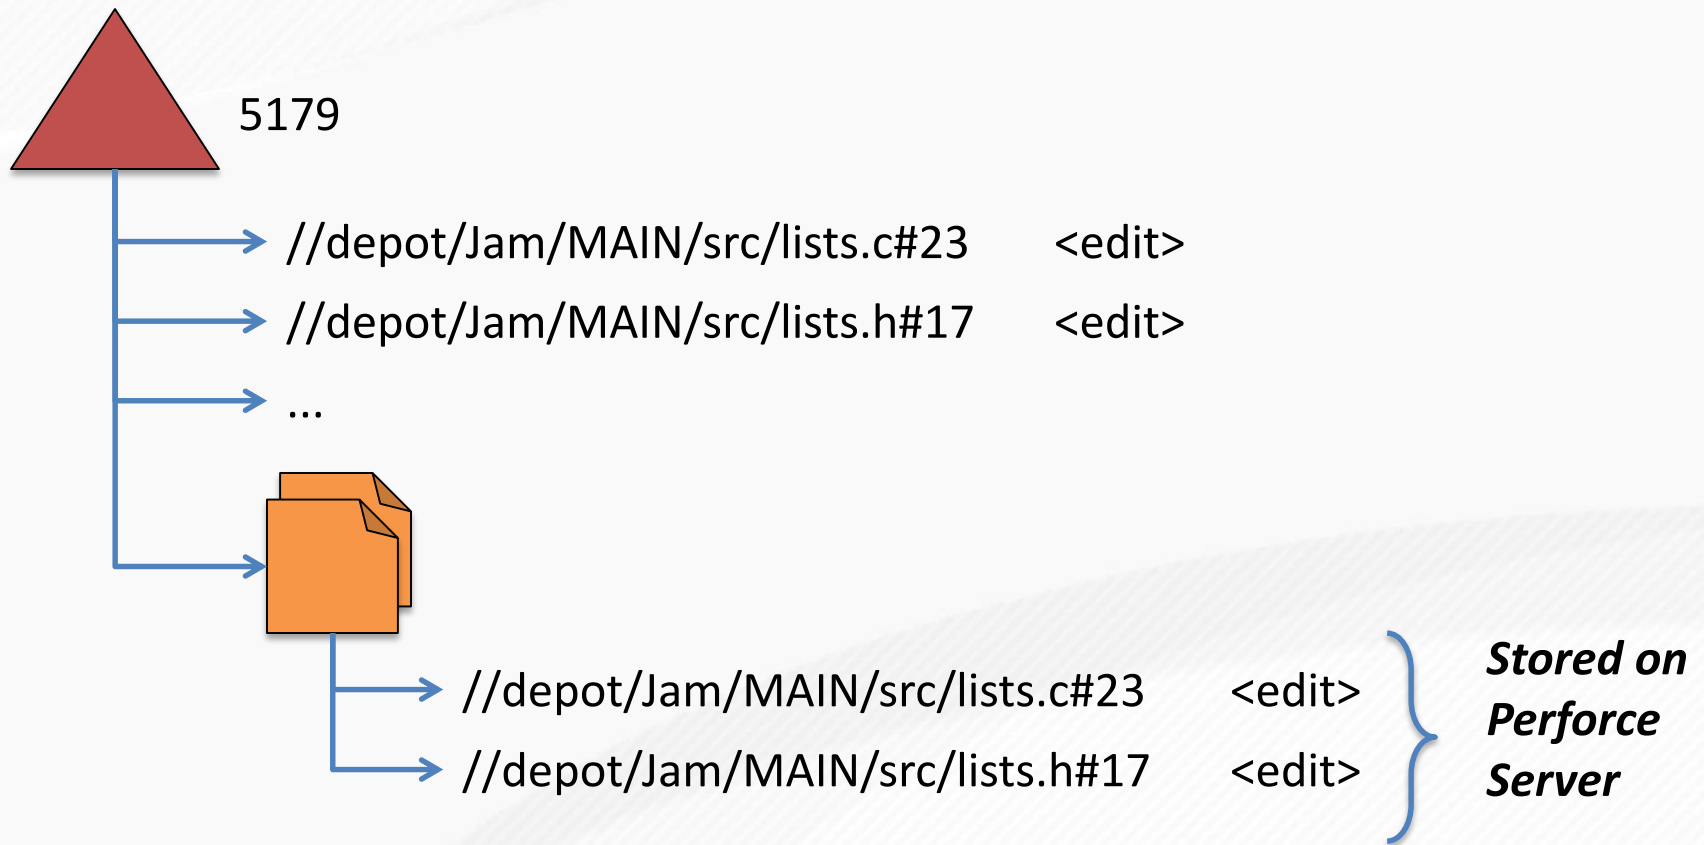 5179
//depot/Jam/MAIN/src/lists.c#23 <edit>
//depot/Jam/MAIN/src/lists.h#17 <edit>
...
//depot/Jam/MAIN/src/lists.c#23 <edit>
//depot/Jam/MAIN/src/lists.h#17 <edit>
Stored on
Perforce
Server